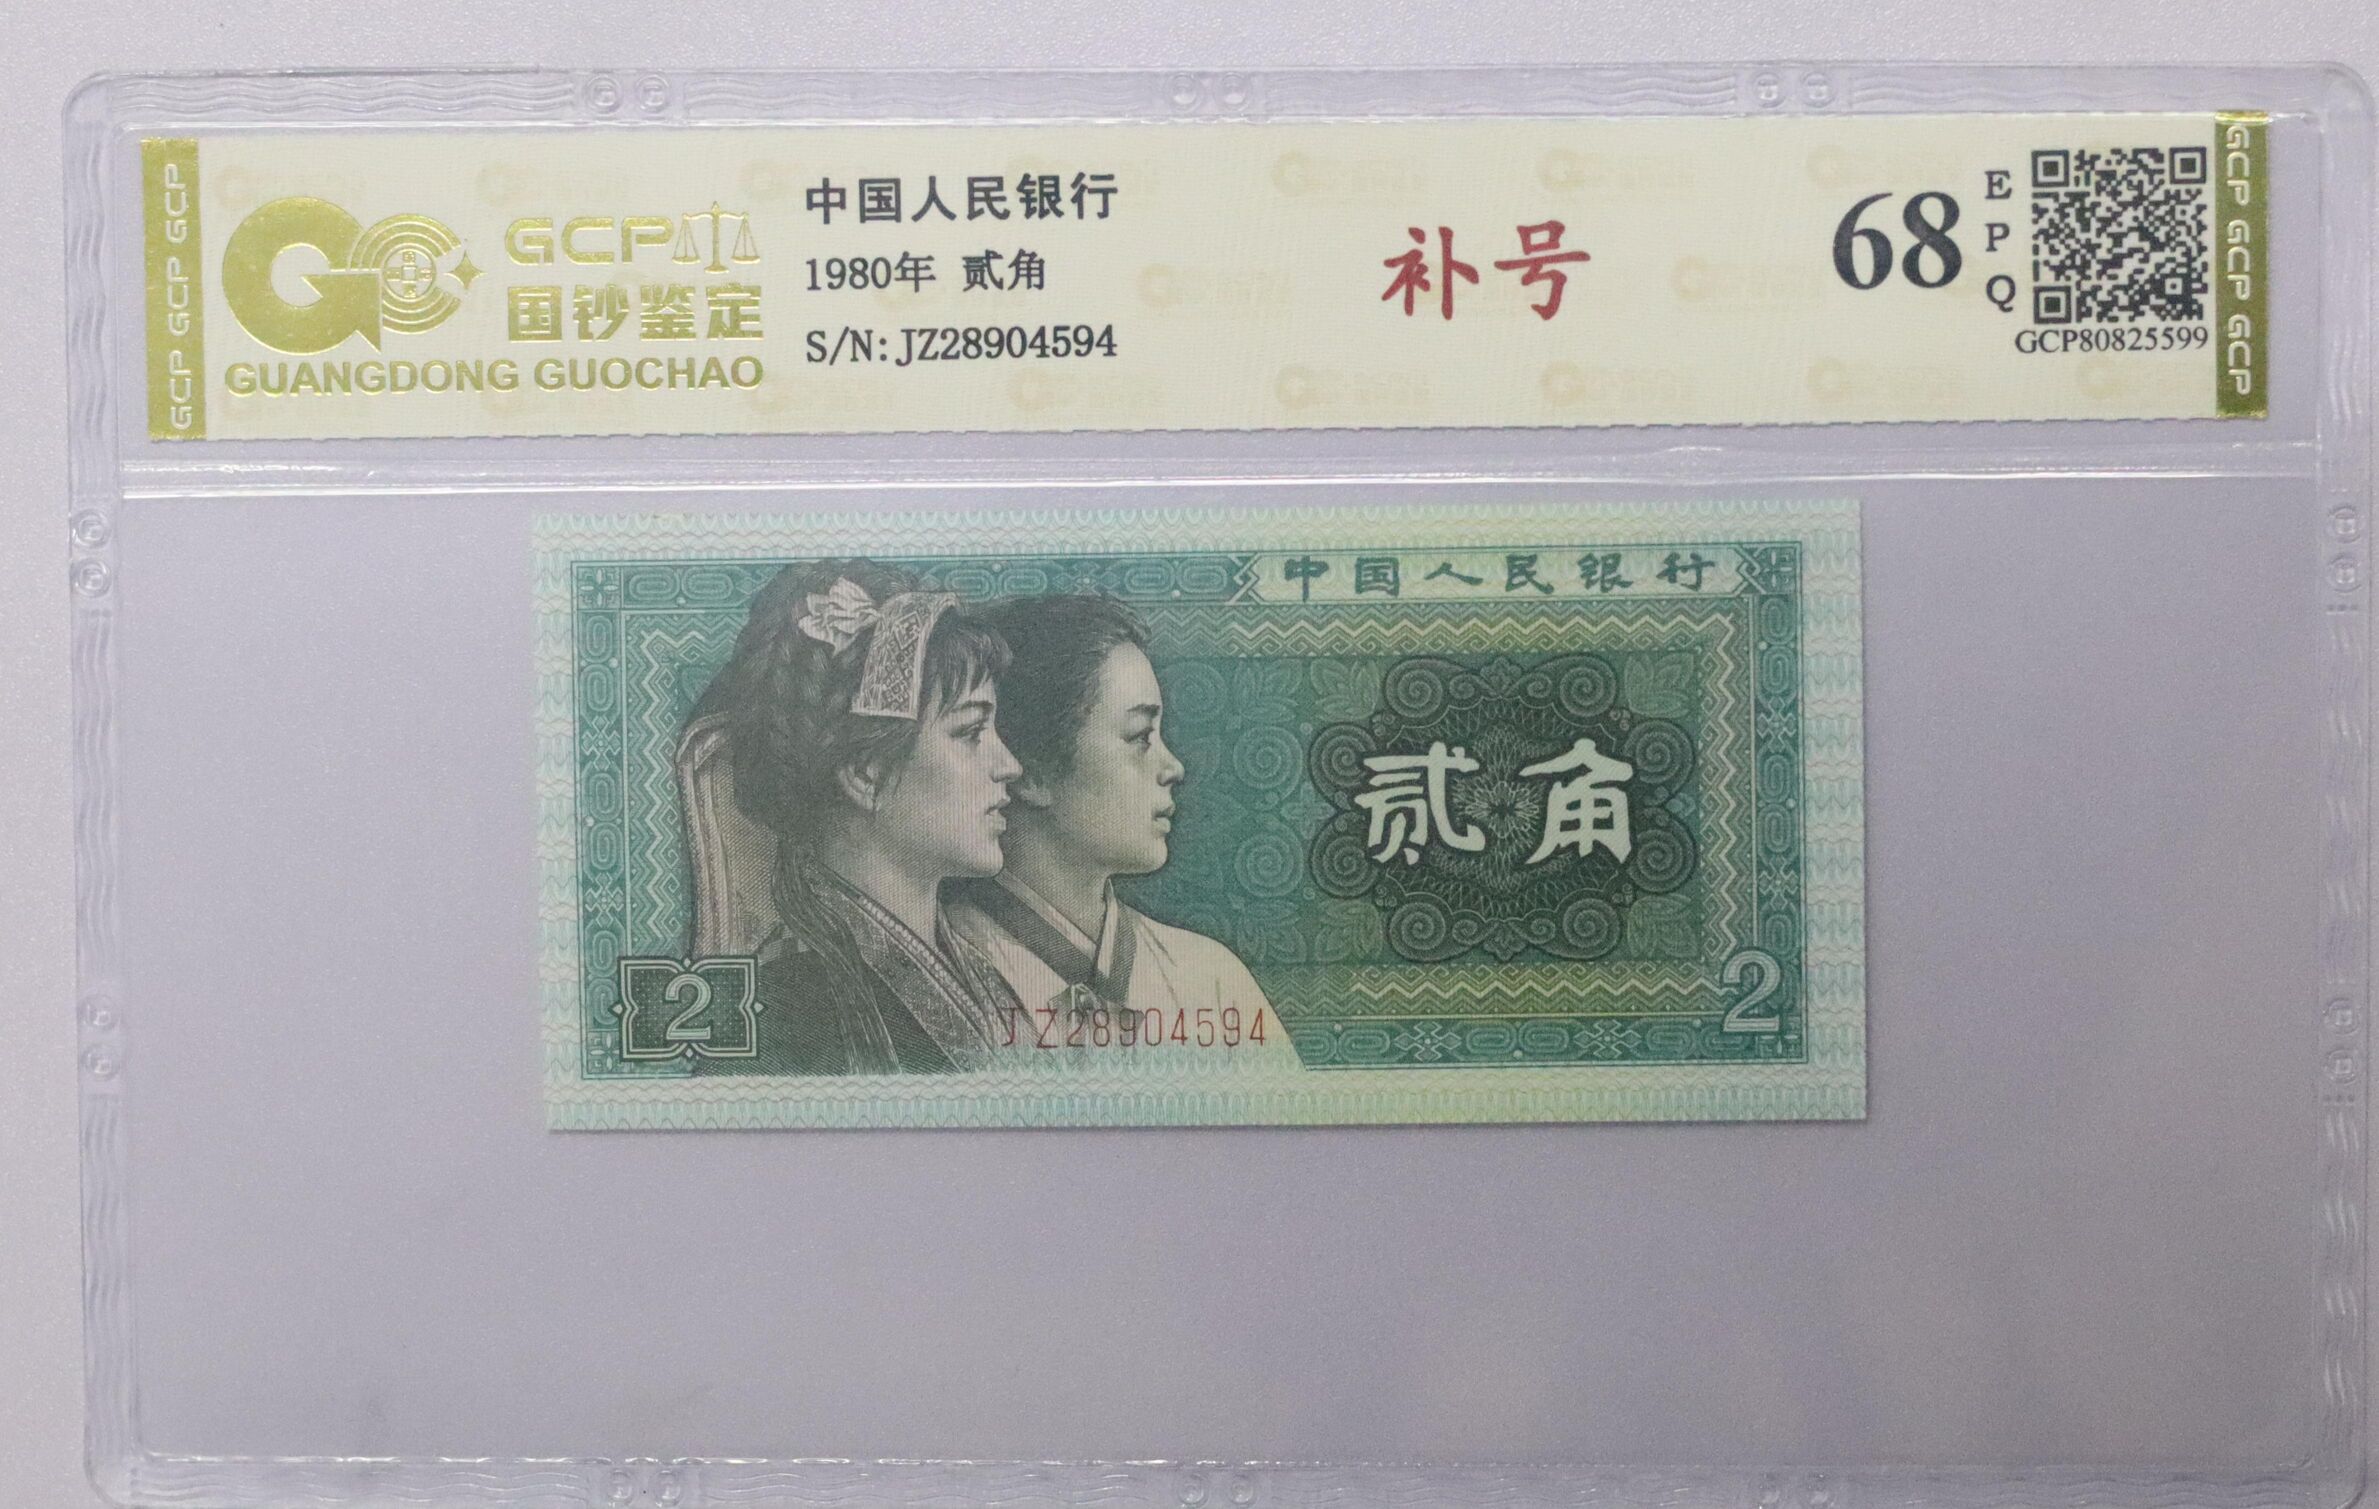 GCP GCP GCP
GCP
国钞鉴定
GUANGDONG GUOCHAO
中国人民银行
1980年 贰角
S/N: JZ28904594
补号
68
E
P
Q
GCP80825599
GCP GCP GCP
中国人民银行
贰角
2
JZ28904594
2